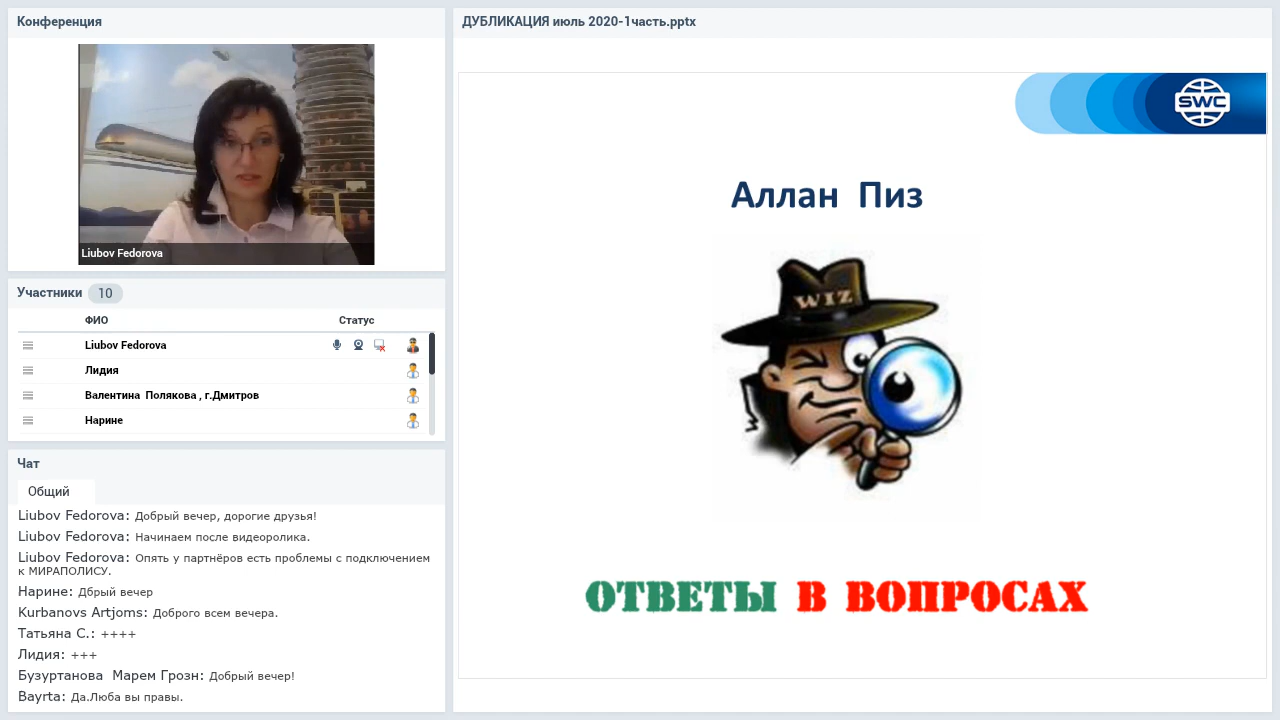 Конференция
Liubov Fedorova
Участники 10
ФИО Статус
Liubov Fedorova
Лидия
Валентина Полякова , г.Дмитров
Нарине
Чат
Общий
Liubov Fedorova: Добрый вечер, дорогие друзья!
Liubov Fedorova: Начинаем после видеоролика.
Liubov Fedorova: Опять у партнёров есть проблемы с подключением
к МИРАПОЛИСУ.
Нарине: Дбрый вечер
Kurbanovs Artjoms: Доброго всем вечера.
Татьяна С.: ++++
Лидия: +++
Бузуртанова Марем Грозн: Добрый вечер!
Bayrta: Да.Люба вы правы.
ДУБЛИКАЦИЯ июль 2020-1часть.pptx
SWC
Аллан Пиз
WIZ
ОТВЕТЫ В ВОПРОСАХ